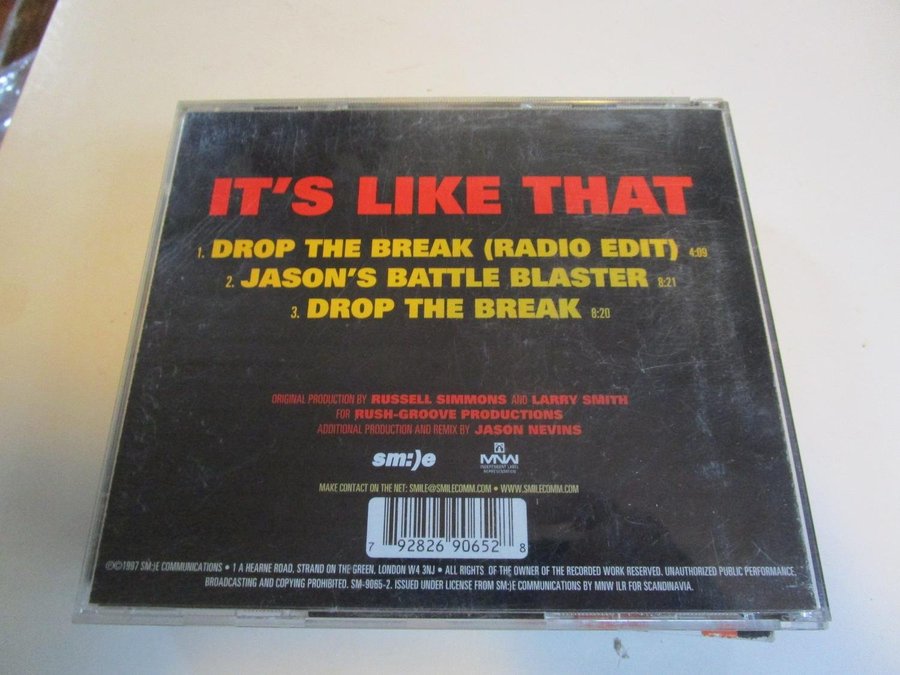 IT'S LIKE THAT
1. DROP THE BREAK (RADIO EDIT) 4:09
2. JASON'S BATTLE BLASTER 8:21
3. DROP THE BREAK 8:20
ORIGINAL PRODUCTION BY RUSSELL SIMMONS AND LARRY SMITH
FOR RUSH-GROOVE PRODUCTIONS
ADDITIONAL PRODUCTION AND REMIX BY JASON NEVINS
sm:)e
MNW
INDEPENDENT LABEL
REPRESENTATION
MAKE CONTACT ON THE NET: SMILE@SMILECOMM.COM • WWW.SMILECOMM.COM
7 92826 90652 8
℗©1997 SM:)E COMMUNICATIONS • 1 A HEARNE ROAD, STRAND ON THE GREEN, LONDON W4 3NJ • ALL RIGHTS OF THE OWNER OF THE RECORDED WORK RESERVED. UNAUTHORIZED PUBLIC PERFORMANCE,
BROADCASTING AND COPYING PROHIBITED. SM-9065-2. ISSUED UNDER LICENSE FROM SM:)E COMMUNICATIONS BY MNW ILR FOR SCANDINAVIA.